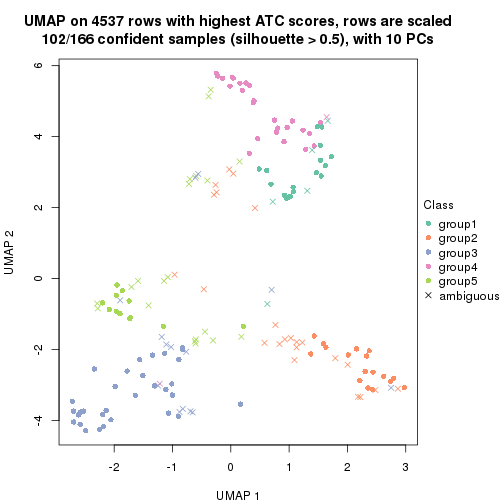 UMAP on 4537 rows with highest ATC scores, rows are scaled
102/166 confident samples (silhouette > 0.5), with 10 PCs
6
4
2
0
-2
-4
UMAP 2
-2
-1
0
1
2
3
UMAP 1
Class
group1
group2
group3
group4
group5
ambiguous